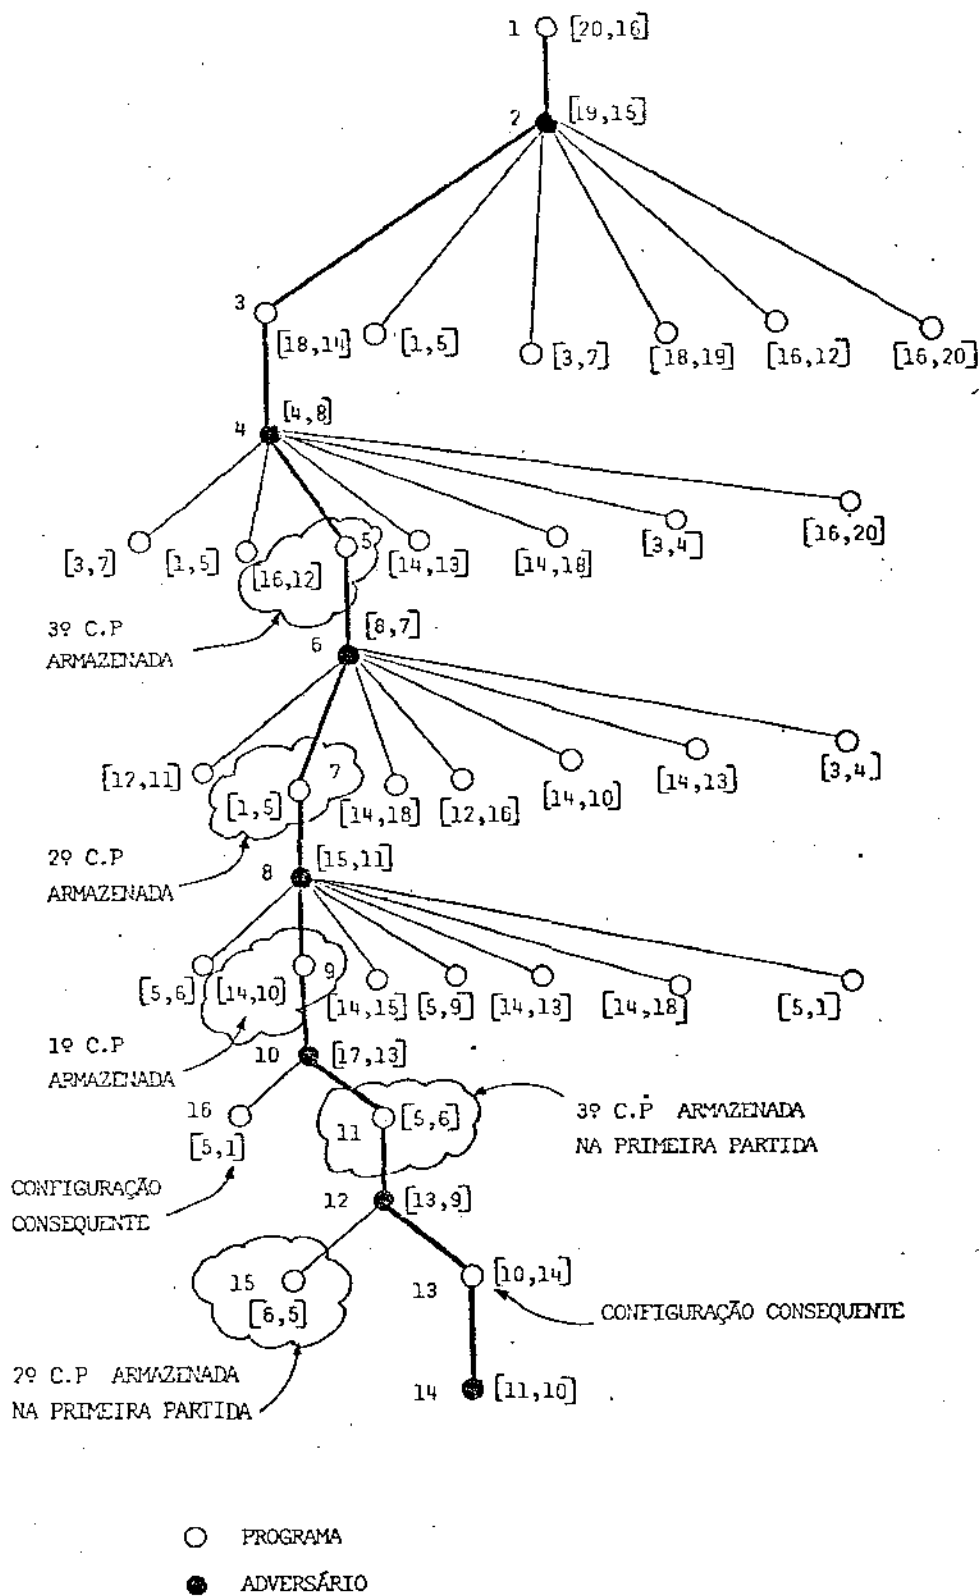 1 [20,16]
2 [19,15]
3 [18,14] [1,5] [3,7] [18,19] [16,12] [16,20]
4 [4,8]
[3,7] [1,5] [16,12] 5 [14,13] [14,18] [3,4] [16,20]
3º C.P
ARMAZENADA
6 [8,7]
[12,11] [1,5] 7 [14,18] [12,16] [14,10] [14,13] [3,4]
2º C.P
ARMAZENADA
8 [15,11]
[5,6] [14,10] 9 [14,15] [5,9] [14,13] [14,18] [5,1]
1º C.P
ARMAZENADA
10 [17,13]
16
[5,1]
11 [5,6]
3º C.P ARMAZENADA
NA PRIMEIRA PARTIDA
CONFIGURAÇÃO
CONSEQUENTE
12 [13,9]
15
[6,5]
13 [10,14]
CONFIGURAÇÃO CONSEQUENTE
2º C.P ARMAZENADA
NA PRIMEIRA PARTIDA
14 [11,10]
PROGRAMA
ADVERSÁRIO